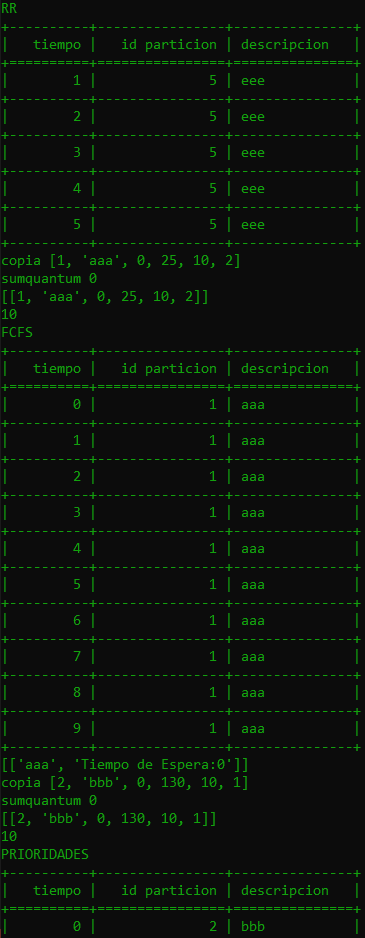 RR
+----------+----------------+---------------+
|   tiempo |   id particion | descripcion   |
+==========+================+===============+
|        1 |              5 | eee           |
+----------+----------------+---------------+
|        2 |              5 | eee           |
+----------+----------------+---------------+
|        3 |              5 | eee           |
+----------+----------------+---------------+
|        4 |              5 | eee           |
+----------+----------------+---------------+
|        5 |              5 | eee           |
+----------+----------------+---------------+
copia [1, 'aaa', 0, 25, 10, 2]
sumquantum 0
[[1, 'aaa', 0, 25, 10, 2]]
10
FCFS
+----------+----------------+---------------+
|   tiempo |   id particion | descripcion   |
+==========+================+===============+
|        0 |              1 | aaa           |
+----------+----------------+---------------+
|        1 |              1 | aaa           |
+----------+----------------+---------------+
|        2 |              1 | aaa           |
+----------+----------------+---------------+
|        3 |              1 | aaa           |
+----------+----------------+---------------+
|        4 |              1 | aaa           |
+----------+----------------+---------------+
|        5 |              1 | aaa           |
+----------+----------------+---------------+
|        6 |              1 | aaa           |
+----------+----------------+---------------+
|        7 |              1 | aaa           |
+----------+----------------+---------------+
|        8 |              1 | aaa           |
+----------+----------------+---------------+
|        9 |              1 | aaa           |
+----------+----------------+---------------+
[['aaa', 'Tiempo de Espera:0']]
copia [2, 'bbb', 0, 130, 10, 1]
sumquantum 0
[[2, 'bbb', 0, 130, 10, 1]]
10
PRIORIDADES
+----------+----------------+---------------+
|   tiempo |   id particion | descripcion   |
+==========+================+===============+
|        0 |              2 | bbb           |